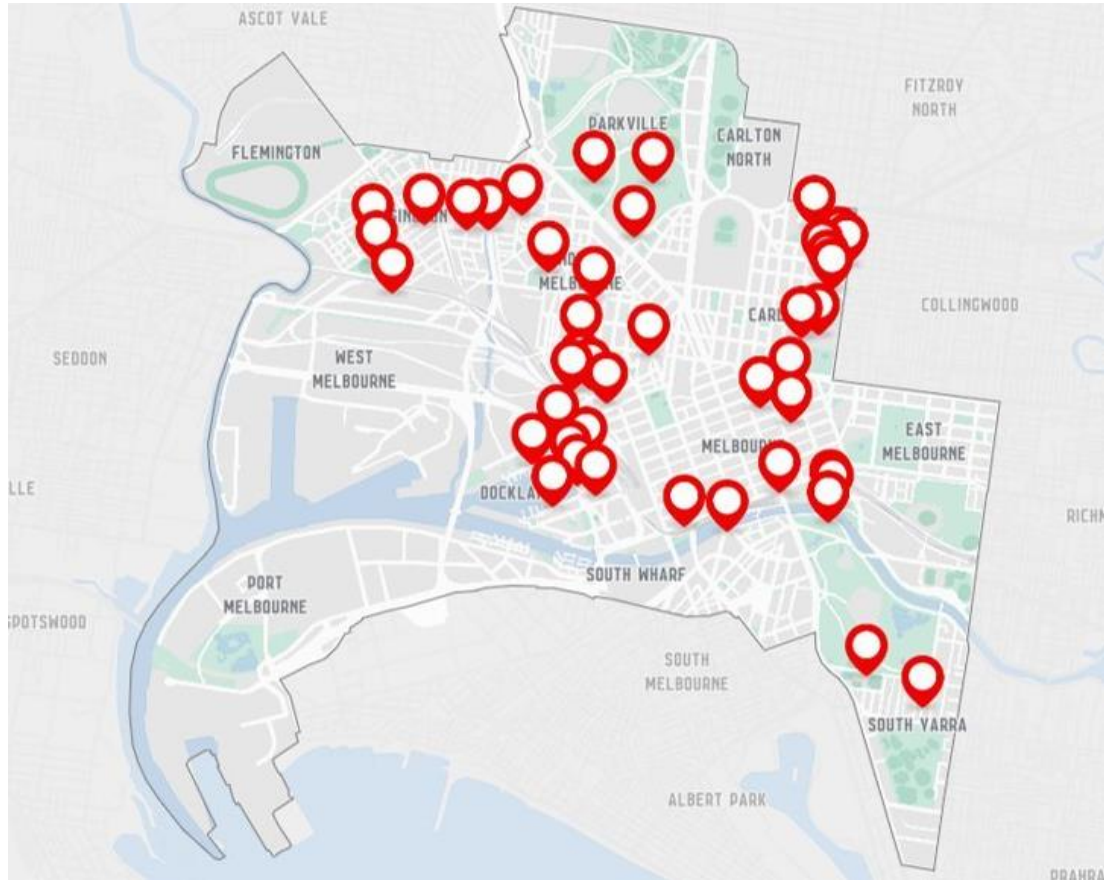 ASCOT VALE
FITZROY
NORTH
PARKVILLE
CARLTON
NORTH
FLEMINGTON
COLLINGWOOD
SEDDON
WEST
MELBOURNE
MELBOURNE
EAST
MELBOURNE
LLE
RICHM
SOUTH WHARF
PORT
MELBOURNE
SPOTSWOOD
SOUTH
MELBOURNE
SOUTH YARRA
ALBERT PARK
PRAHRA